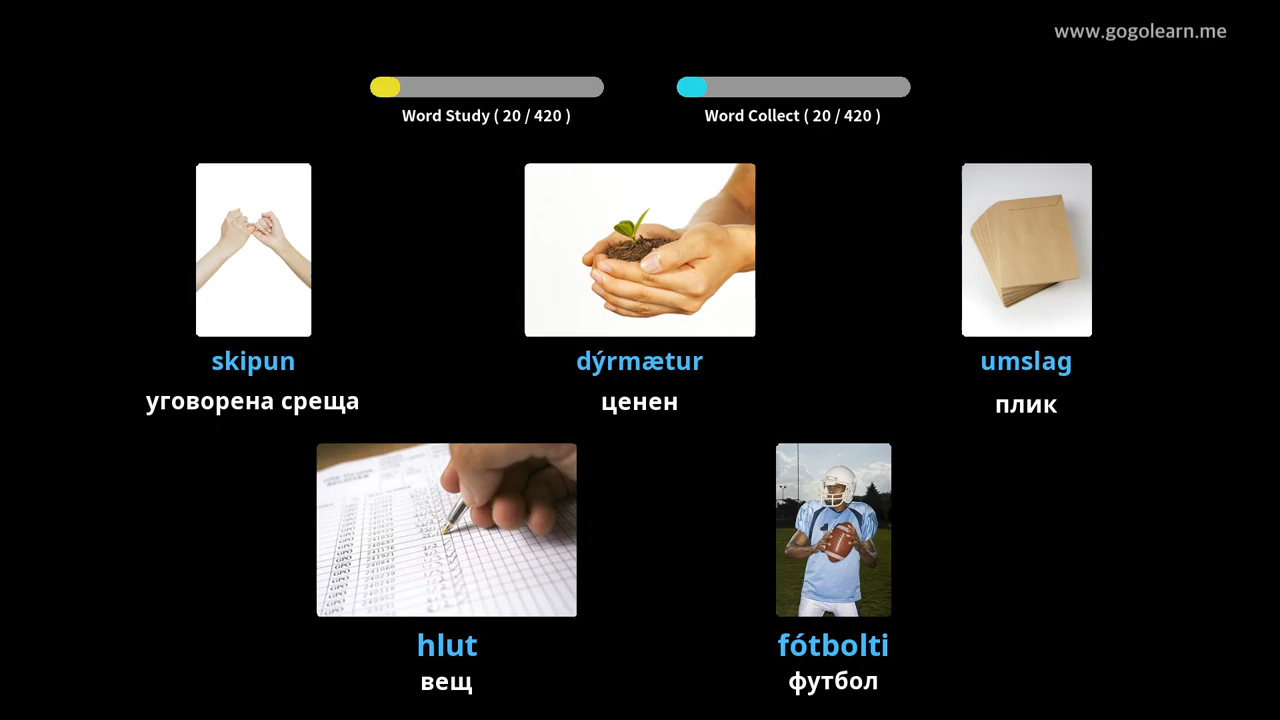 www.gogolearn.me
Word Study ( 20 / 420 )
Word Collect ( 20 / 420 )
skipun
dýrmætur
umslag
уговорена среща
ценен
плик
hlut
fótbolti
вещ
футбол